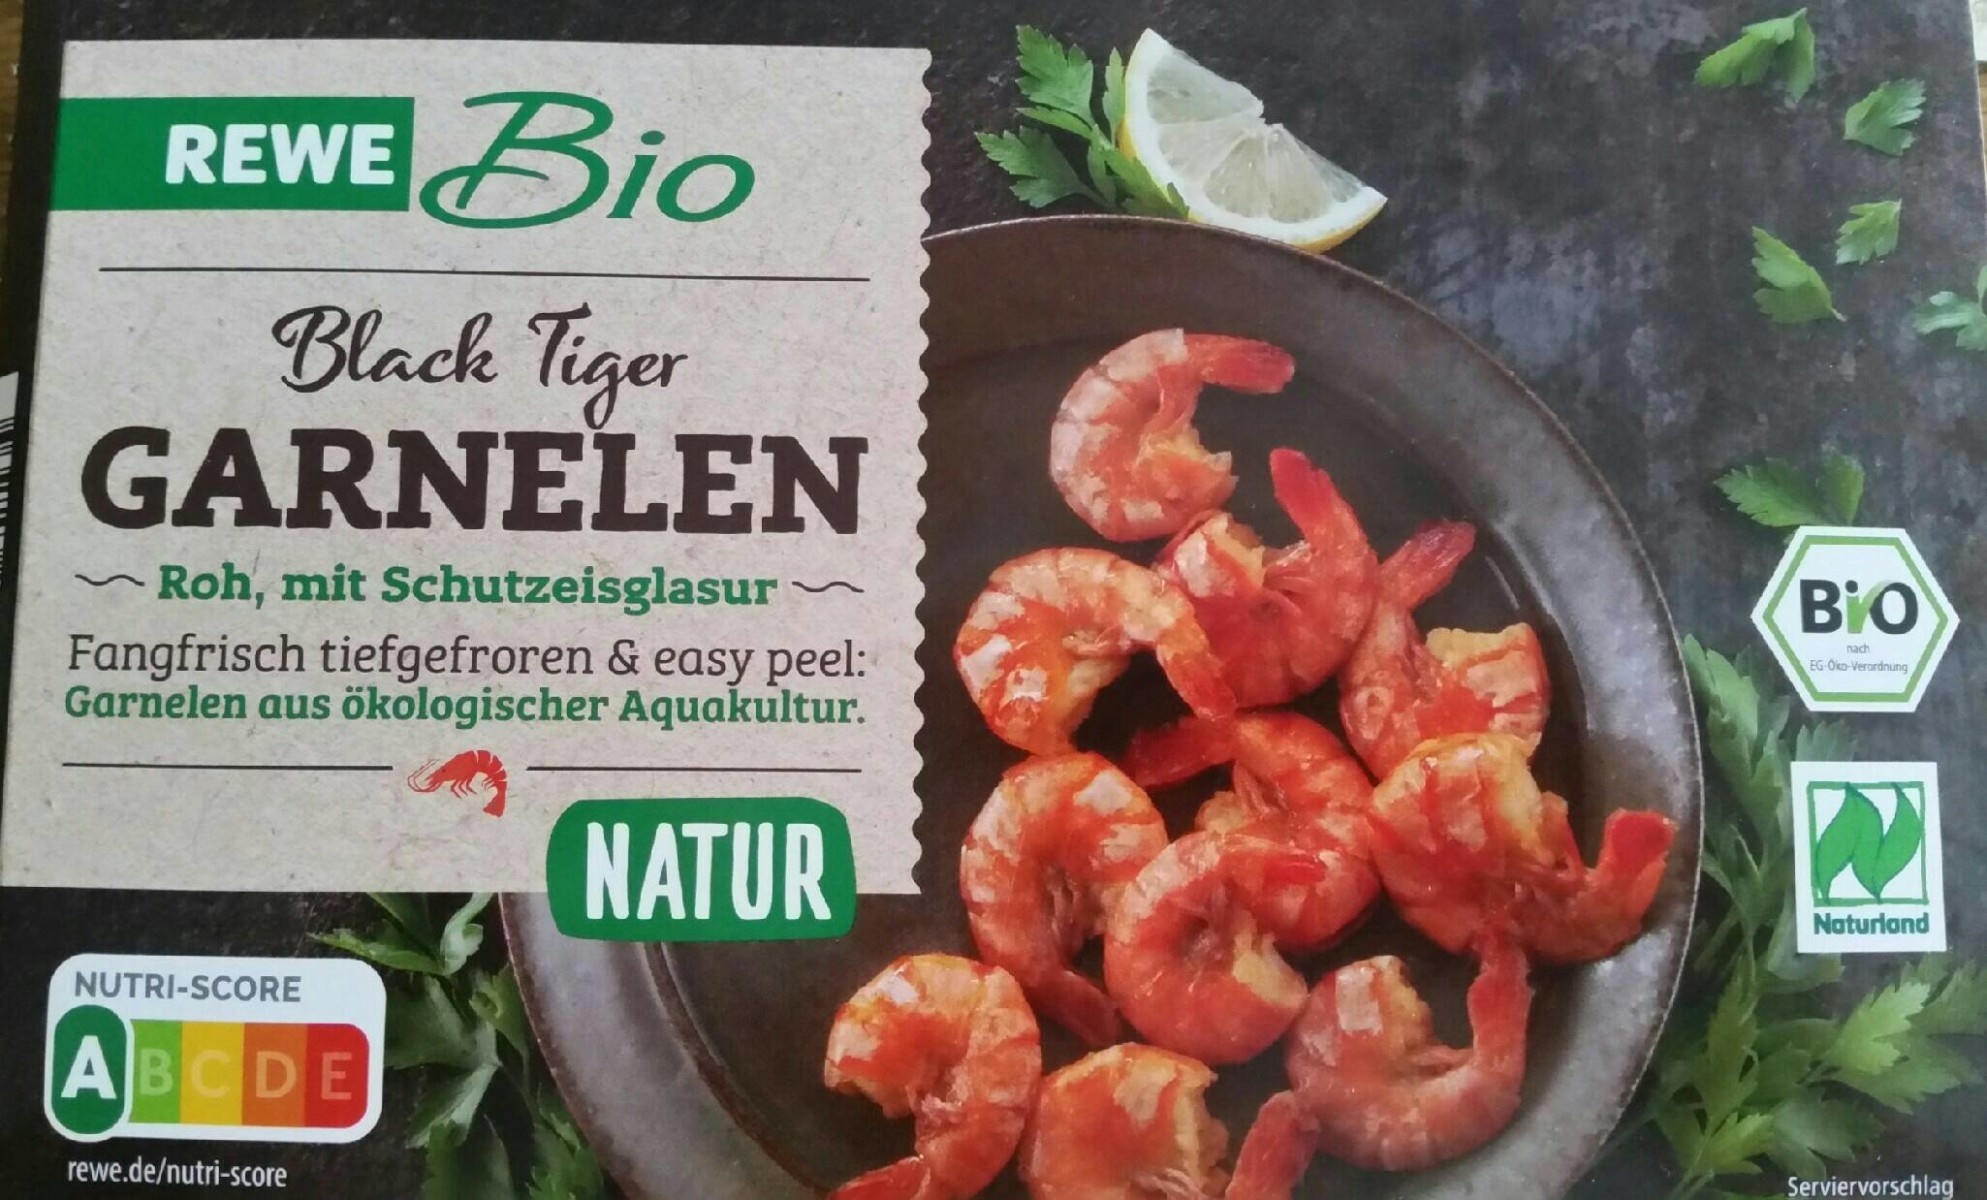 REWE Bio
Black Tiger
GARNELEN
Roh, mit Schutzeisglasur
Fangfrisch tiefgefroren & easy peel:
Garnelen aus ökologischer Aquakultur.
NATUR
NUTRI-SCORE
A B C D E
rewe.de/nutri-score
BiO
nach
EG-Öko-Verordnung
Naturland
Serviervorschlag